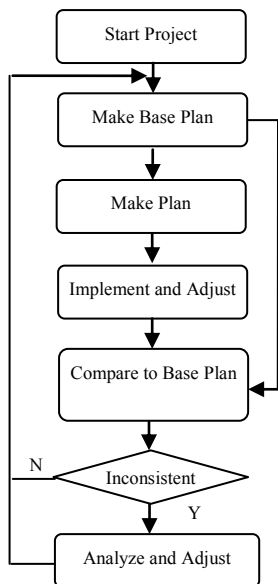 Start Project
Make Base Plan
Make Plan
Implement and Adjust
Compare to Base Plan
N
Inconsistent
Y
Analyze and Adjust